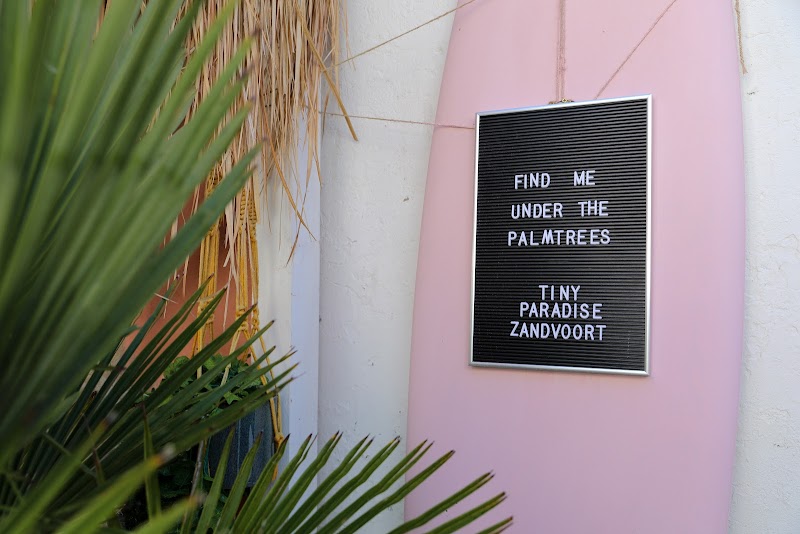 FIND ME
UNDER THE
PALMTREES
TINY
PARADISE
ZANDVOORT